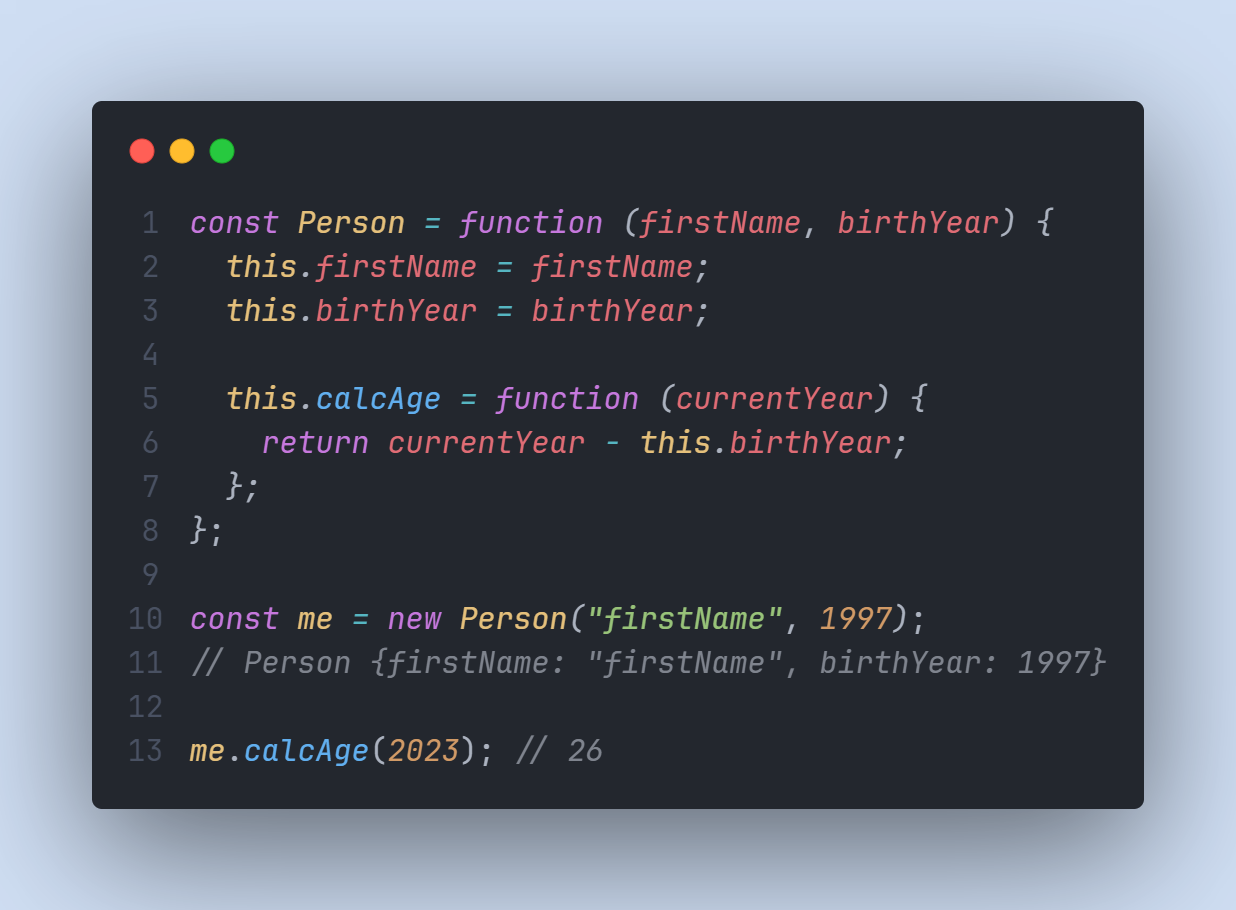 1 const Person = function (firstName, birthYear) {
2   this.firstName = firstName;
3   this.birthYear = birthYear;
4
5   this.calcAge = function (currentYear) {
6     return currentYear - this.birthYear;
7   };
8 };
9
10 const me = new Person("firstName", 1997);
11 // Person {firstName: "firstName", birthYear: 1997}
12
13 me.calcAge(2023); // 26